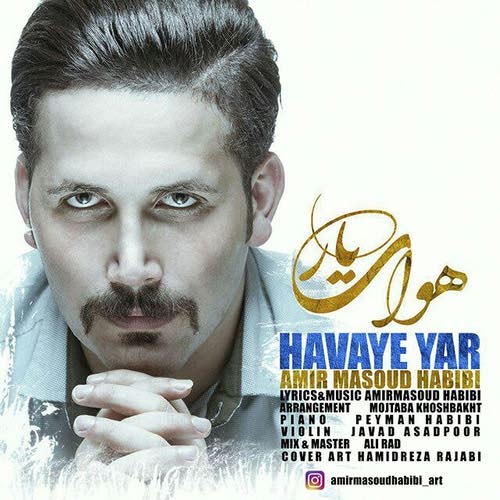 هوای یار
HAVAYE YAR
AMIR MASOUD HABIBI
LYRICS&MUSIC AMIRMASOUD HABIBI
ARRANGEMENT MOJTABA KHOSHBAKHT
PIANO PEYMAN HABIBI
VIOLIN JAVAD ASADPOOR
MIX & MASTER ALI RAD
COVER ART HAMIDREZA RAJABI
amirmasoudhabibi_art